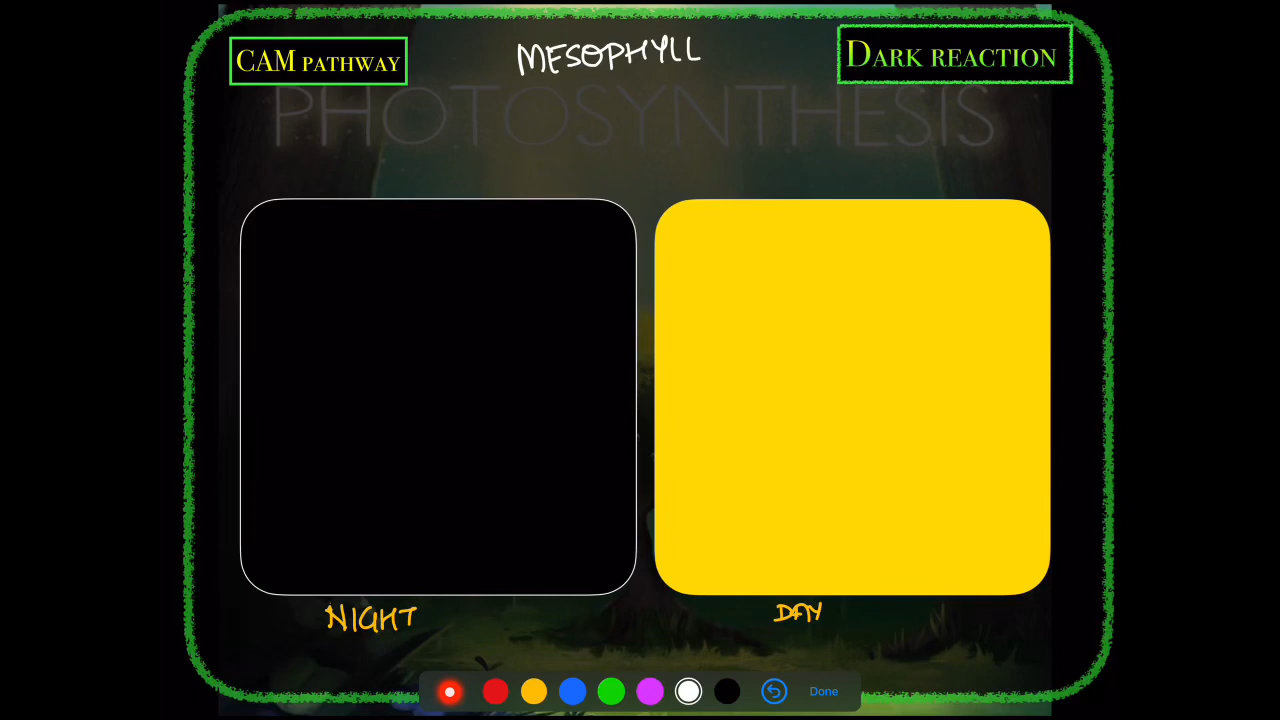 CAM PATHWAY
MESOPHYLL
DARK REACTION
PHOTOSYNTHESIS
NIGHT
DAY
Done